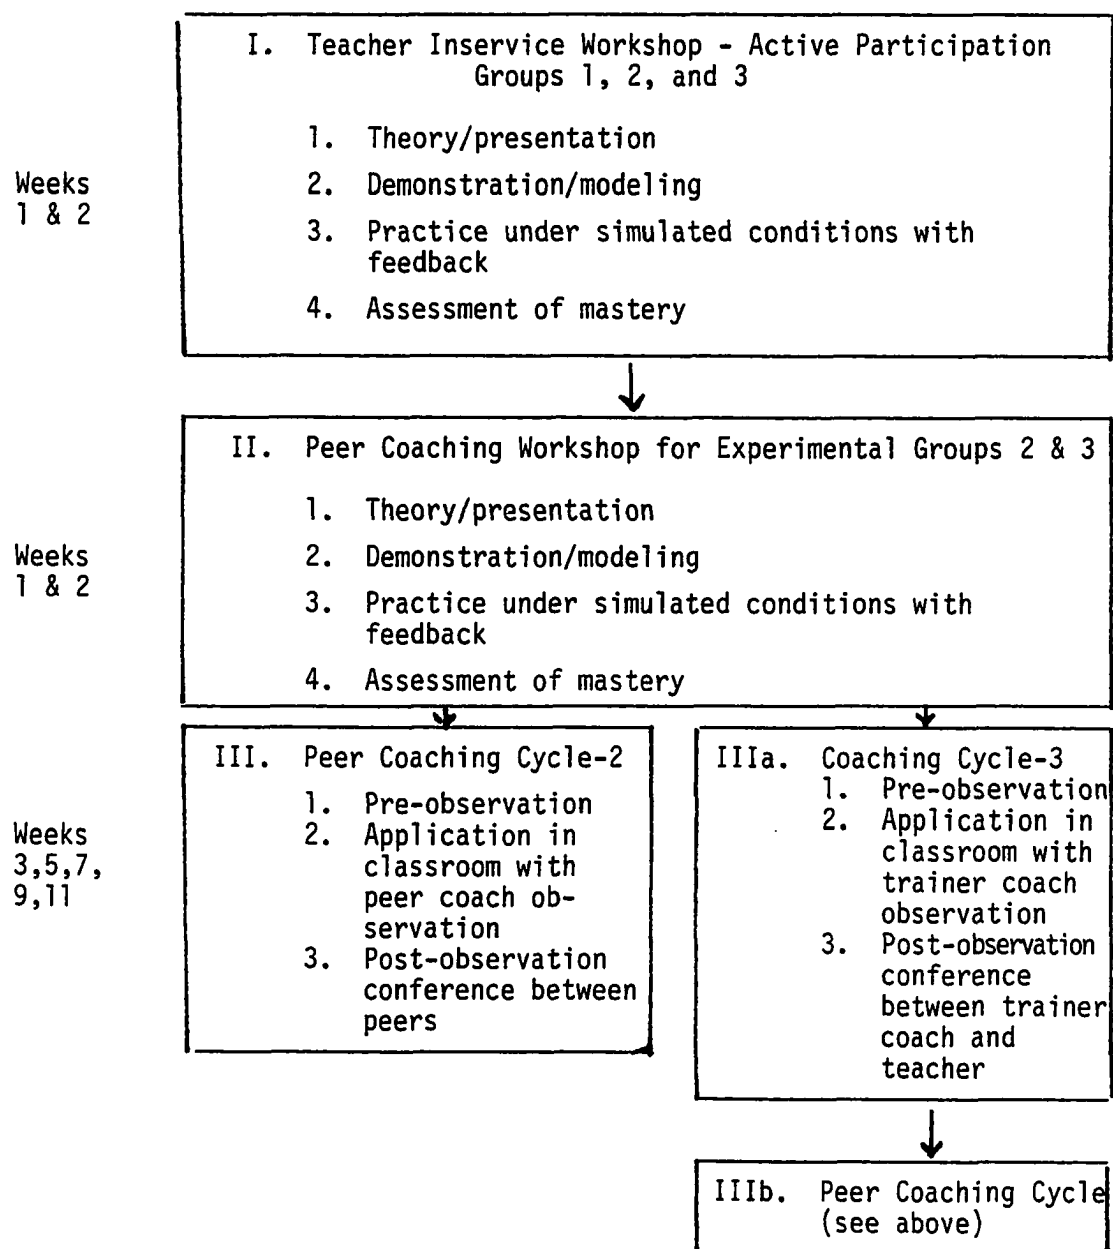 I. Teacher Inservice Workshop - Active Participation
Groups 1, 2, and 3
1. Theory/presentation
Weeks
1 & 2
2. Demonstration/modeling
3. Practice under simulated conditions with
feedback
4. Assessment of mastery
II. Peer Coaching Workshop for Experimental Groups 2 & 3
1. Theory/presentation
Weeks
1 & 2
2. Demonstration/modeling
3. Practice under simulated conditions with
feedback
4. Assessment of mastery
Weeks
3,5,7,
9,11
III. Peer Coaching Cycle-2
1. Pre-observation
2. Application in
classroom with
peer coach ob-
servation
3. Post-observation
conference between
peers
IIIa. Coaching Cycle-3
1. Pre-observation
2. Application in
classroom with
trainer coach
observation
3. Post-observation
conference
between trainer
coach and
teacher
IIIb. Peer Coaching Cycle
(see above)